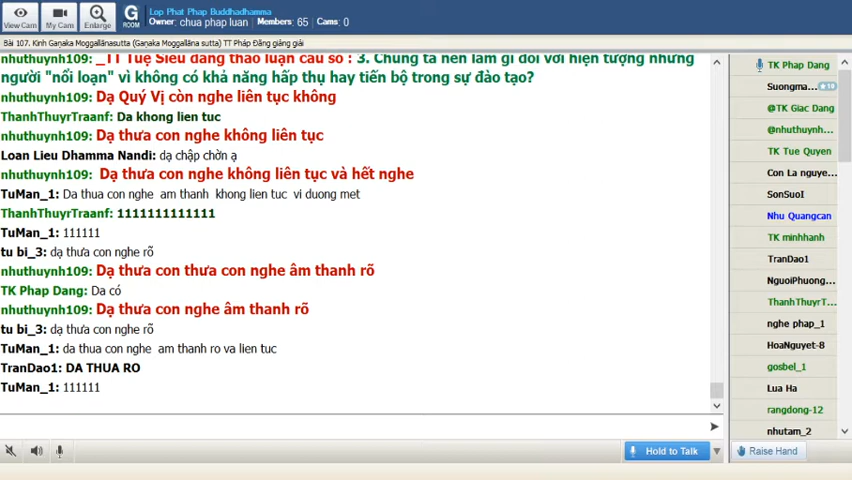 View Cam
My Cam
Enlarge
G
ROOM
Lop Phat Phap Buddhadhamma
Owner: chua phap luan Members: 65 Cams: 0
Bài 107. Kinh Gaṇaka Moggallānasutta (Gaṇaka Moggallāna sutta) TT Pháp Đăng giảng giải
nhuthuynh109: _TT Tuệ Siêu đang thảo luận câu số : 3. Chúng ta nên làm gì đối với hiện tượng những
người "nổi loạn" vì không có khả năng hấp thụ hay tiến bộ trong sự đào tạo?
nhuthuynh109: Dạ Quý Vị còn nghe liên tục không
ThanhThuyrTraanf: Da khong lien tuc
nhuthuynh109: Dạ thưa con nghe không liên tục
Loan Lieu Dhamma Nandi: dạ chập chờn ạ
nhuthuynh109: Dạ thưa con nghe không liên tục và hết nghe
TuMan_1: Da thua con nghe am thanh khong lien tuc vi duong met
ThanhThuyrTraanf: 1111111111111
TuMan_1: 111111
tu bi_3: dạ thưa con nghe rõ
nhuthuynh109: Dạ thưa con thưa con nghe âm thanh rõ
TK Phap Dang: Da có
nhuthuynh109: Dạ thưa con nghe âm thanh rõ
tu bi_3: dạ thưa con nghe rõ
TuMan_1: da thua con nghe am thanh ro va lien tuc
TranDao1: DA THUA RO
TuMan_1: 111111
TK Phap Dang
Suongma... +10
@TK Giac Dang
@nhuthuynh...
TK Tue Quyen
Con La nguye...
SonSuoI
Nhu Quangcan
TK minhhanh
TranDao1
NguoiPhuong...
ThanhThuyrT...
nghe phap_1
HoaNguyet-8
gosbel_1
Lua Ha
rangdong-12
nhutam_2
Hold to Talk
Raise Hand